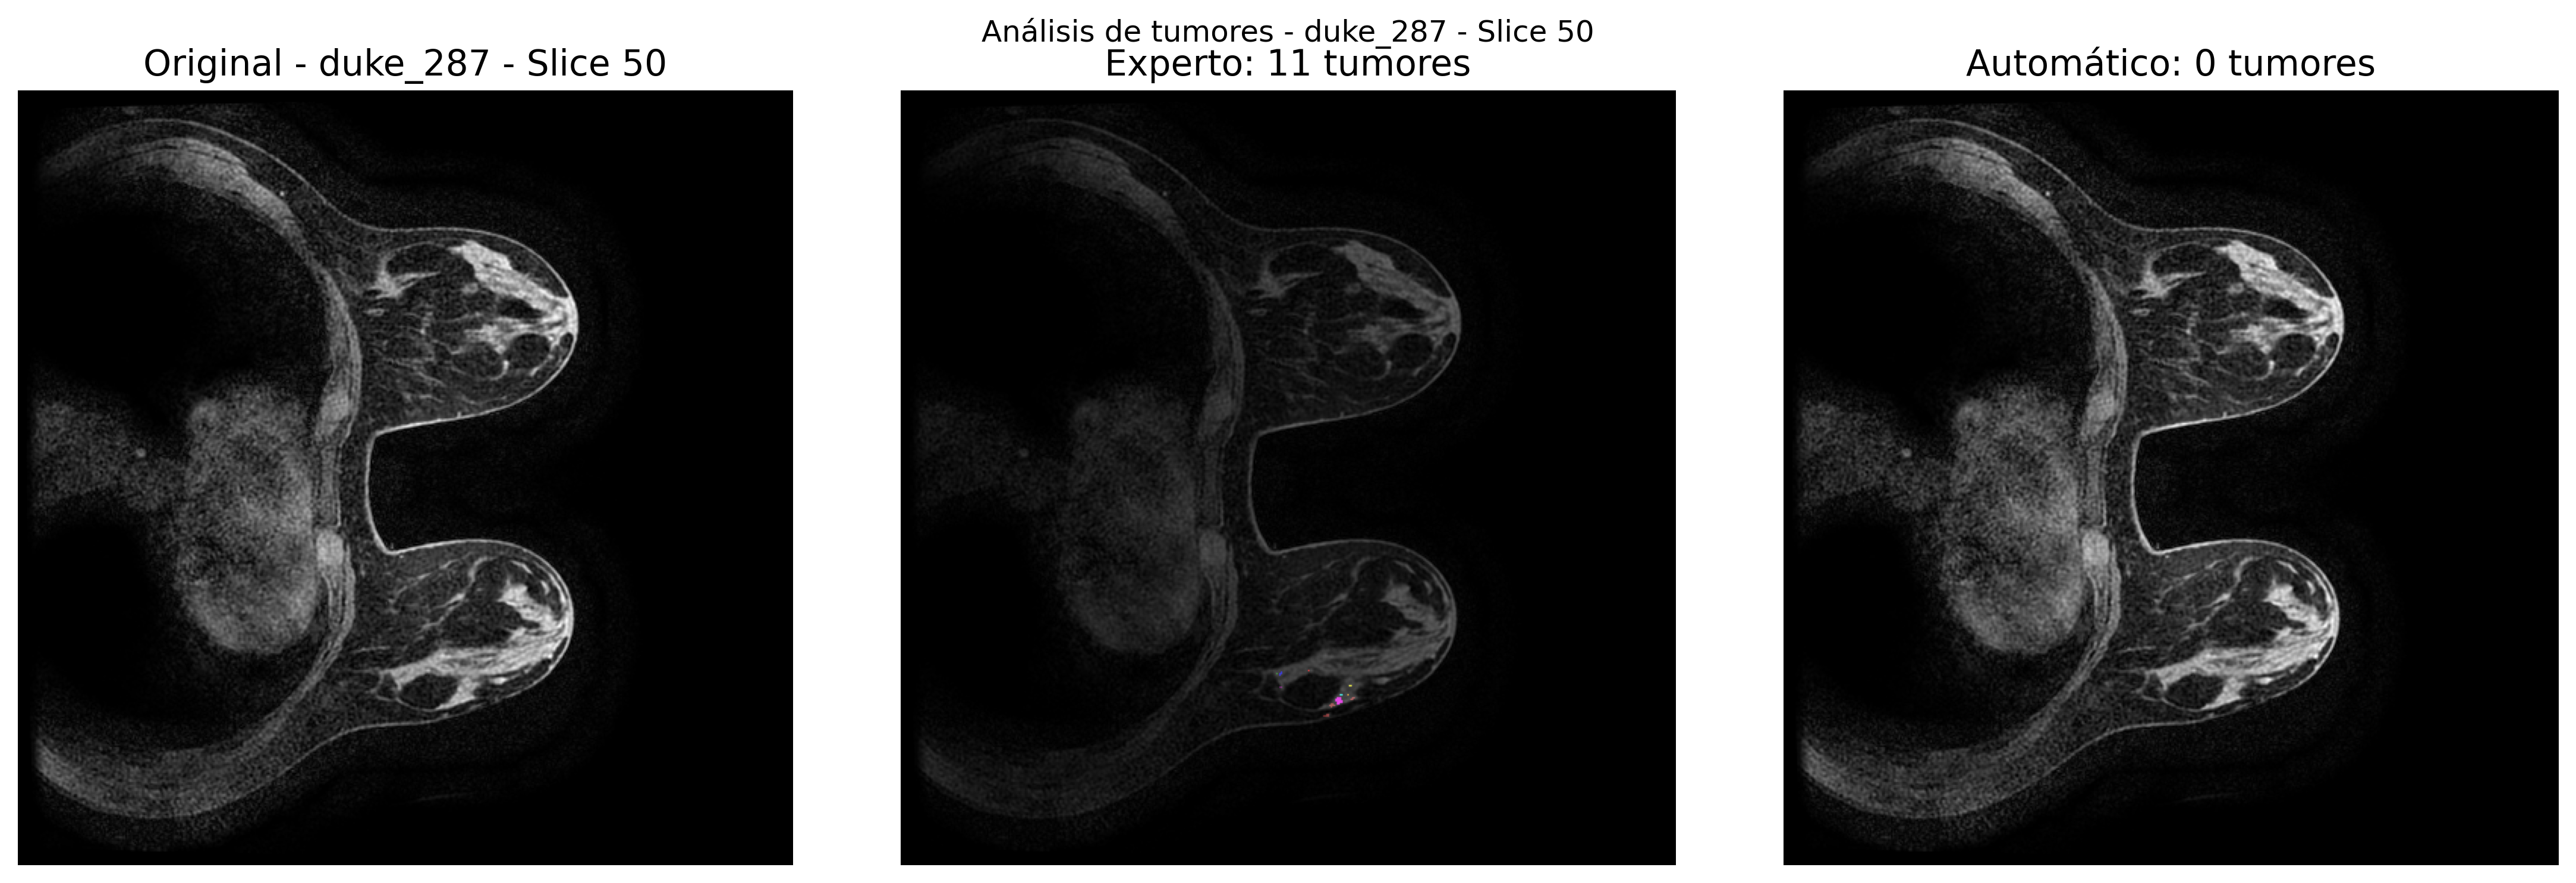 Análisis de tumores - duke_287 - Slice 50
Original - duke_287 - Slice 50
Experto: 11 tumores
Automático: 0 tumores